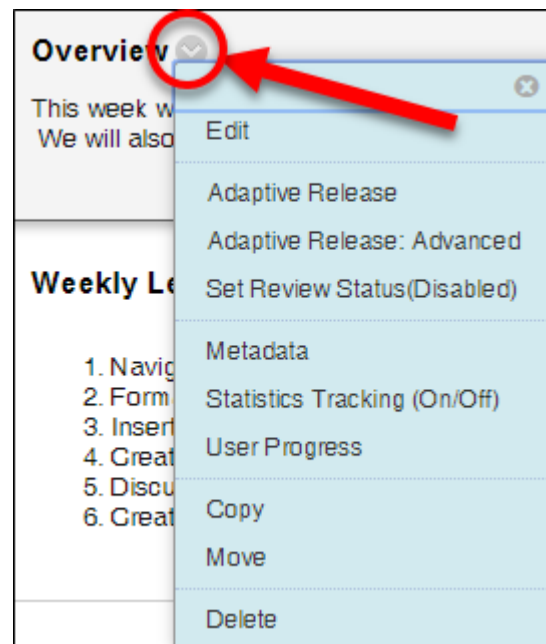 Overview
This week w
We will also
Edit
Adaptive Release
Adaptive Release: Advanced
Set Review Status(Disabled)
Metadata
Statistics Tracking (On/Off)
User Progress
Copy
Move
Delete
Weekly Le
1. Navig
2. Form
3. Insert
4. Creat
5. Discu
6. Creat